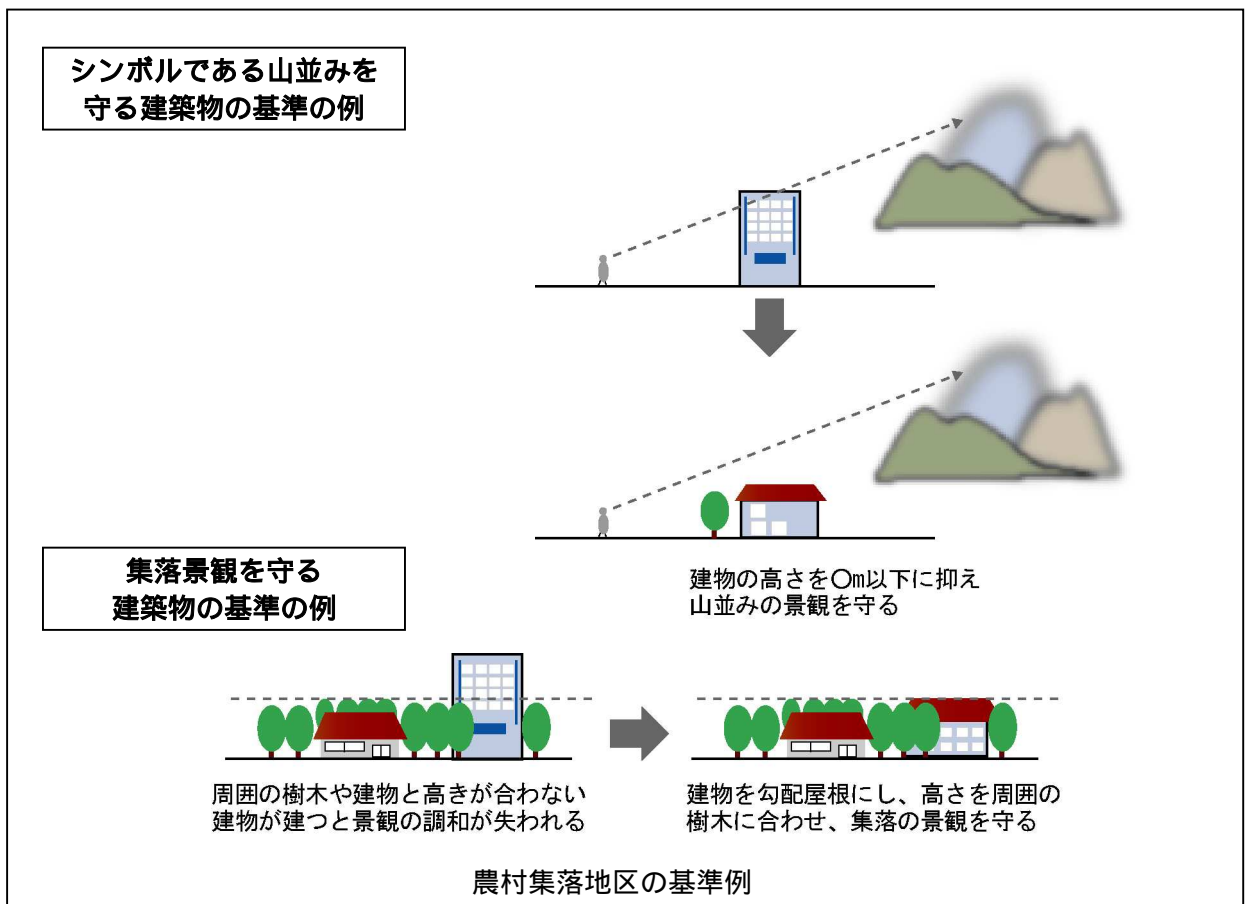 シンボルである山並みを
守る建築物の基準の例
建物の高さを〇m以下に抑え
山並みの景観を守る
集落景観を守る
建築物の基準の例
周囲の樹木や建物と高きが合わない
建物が建つと景観の調和が失われる
建物を勾配屋根にし、高さを周囲の
樹木に合わせ、集落の景観を守る
農村集落地区の基準例